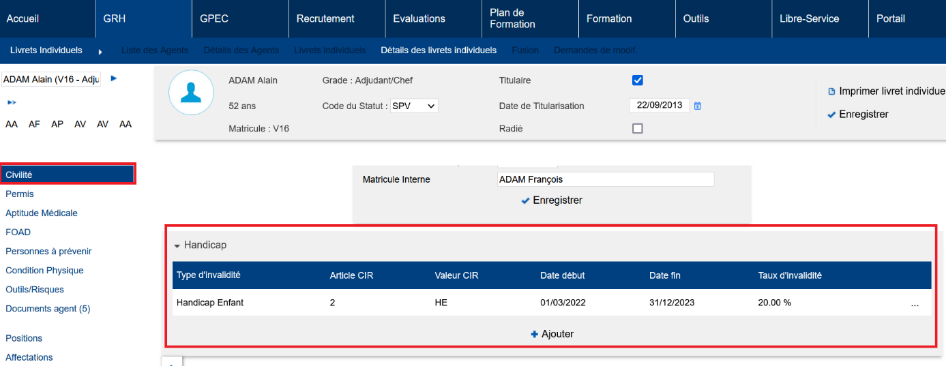 Accueil GRH GPEC Recrutement Evaluations Plan de Formation Formation Outils Libre-Service Portail
Livrets Individuels Liste des Agents Détails des Agents Livrets Individuels Détails des livrets individuels Fusion Demandes de modif.
ADAM Alain (V16 - Adju
AA AF AP AV AV AA
ADAM Alain Grade : Adjudant/Chef Titulaire
52 ans Code du Statut : SPV Date de Titularisation 22/09/2013
Matricule : V16 Radié
Imprimer livret individue
Enregistrer
Civilité
Permis
Aptitude Médicale
FOAD
Personnes à prévenir
Condition Physique
Outils/Risques
Documents agent (5)
Positions
Affectations
Matricule Interne ADAM François
Enregistrer
Handicap
Type d'invalidité Article CIR Valeur CIR Date début Date fin Taux d'invalidité
Handicap Enfant 2 HE 01/03/2022 31/12/2023 20.00 % ...
Ajouter